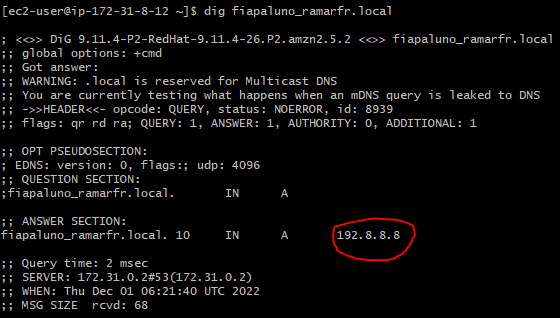 [ec2-user@ip-172-31-8-12 ~]$ dig fiapaluno_ramarfr.local
; <<>> DiG 9.11.4-P2-RedHat-9.11.4-26.P2.amzn2.5.2 <<>> fiapaluno_ramarfr.local
;; global options: +cmd
;; Got answer:
;; WARNING: .local is reserved for Multicast DNS
;; You are currently testing what happens when an mDNS query is leaked to DNS
;; ->>HEADER<<- opcode: QUERY, status: NOERROR, id: 8939
;; flags: qr rd ra; QUERY: 1, ANSWER: 1, AUTHORITY: 0, ADDITIONAL: 1
;; OPT PSEUDOSECTION:
; EDNS: version: 0, flags:; udp: 4096
;; QUESTION SECTION:
;fiapaluno_ramarfr.local. IN A
;; ANSWER SECTION:
fiapaluno_ramarfr.local. 10 IN A 192.8.8.8
;; Query time: 2 msec
;; SERVER: 172.31.0.2#53(172.31.0.2)
;; WHEN: Thu Dec 01 06:21:40 UTC 2022
;; MSG SIZE rcvd: 68